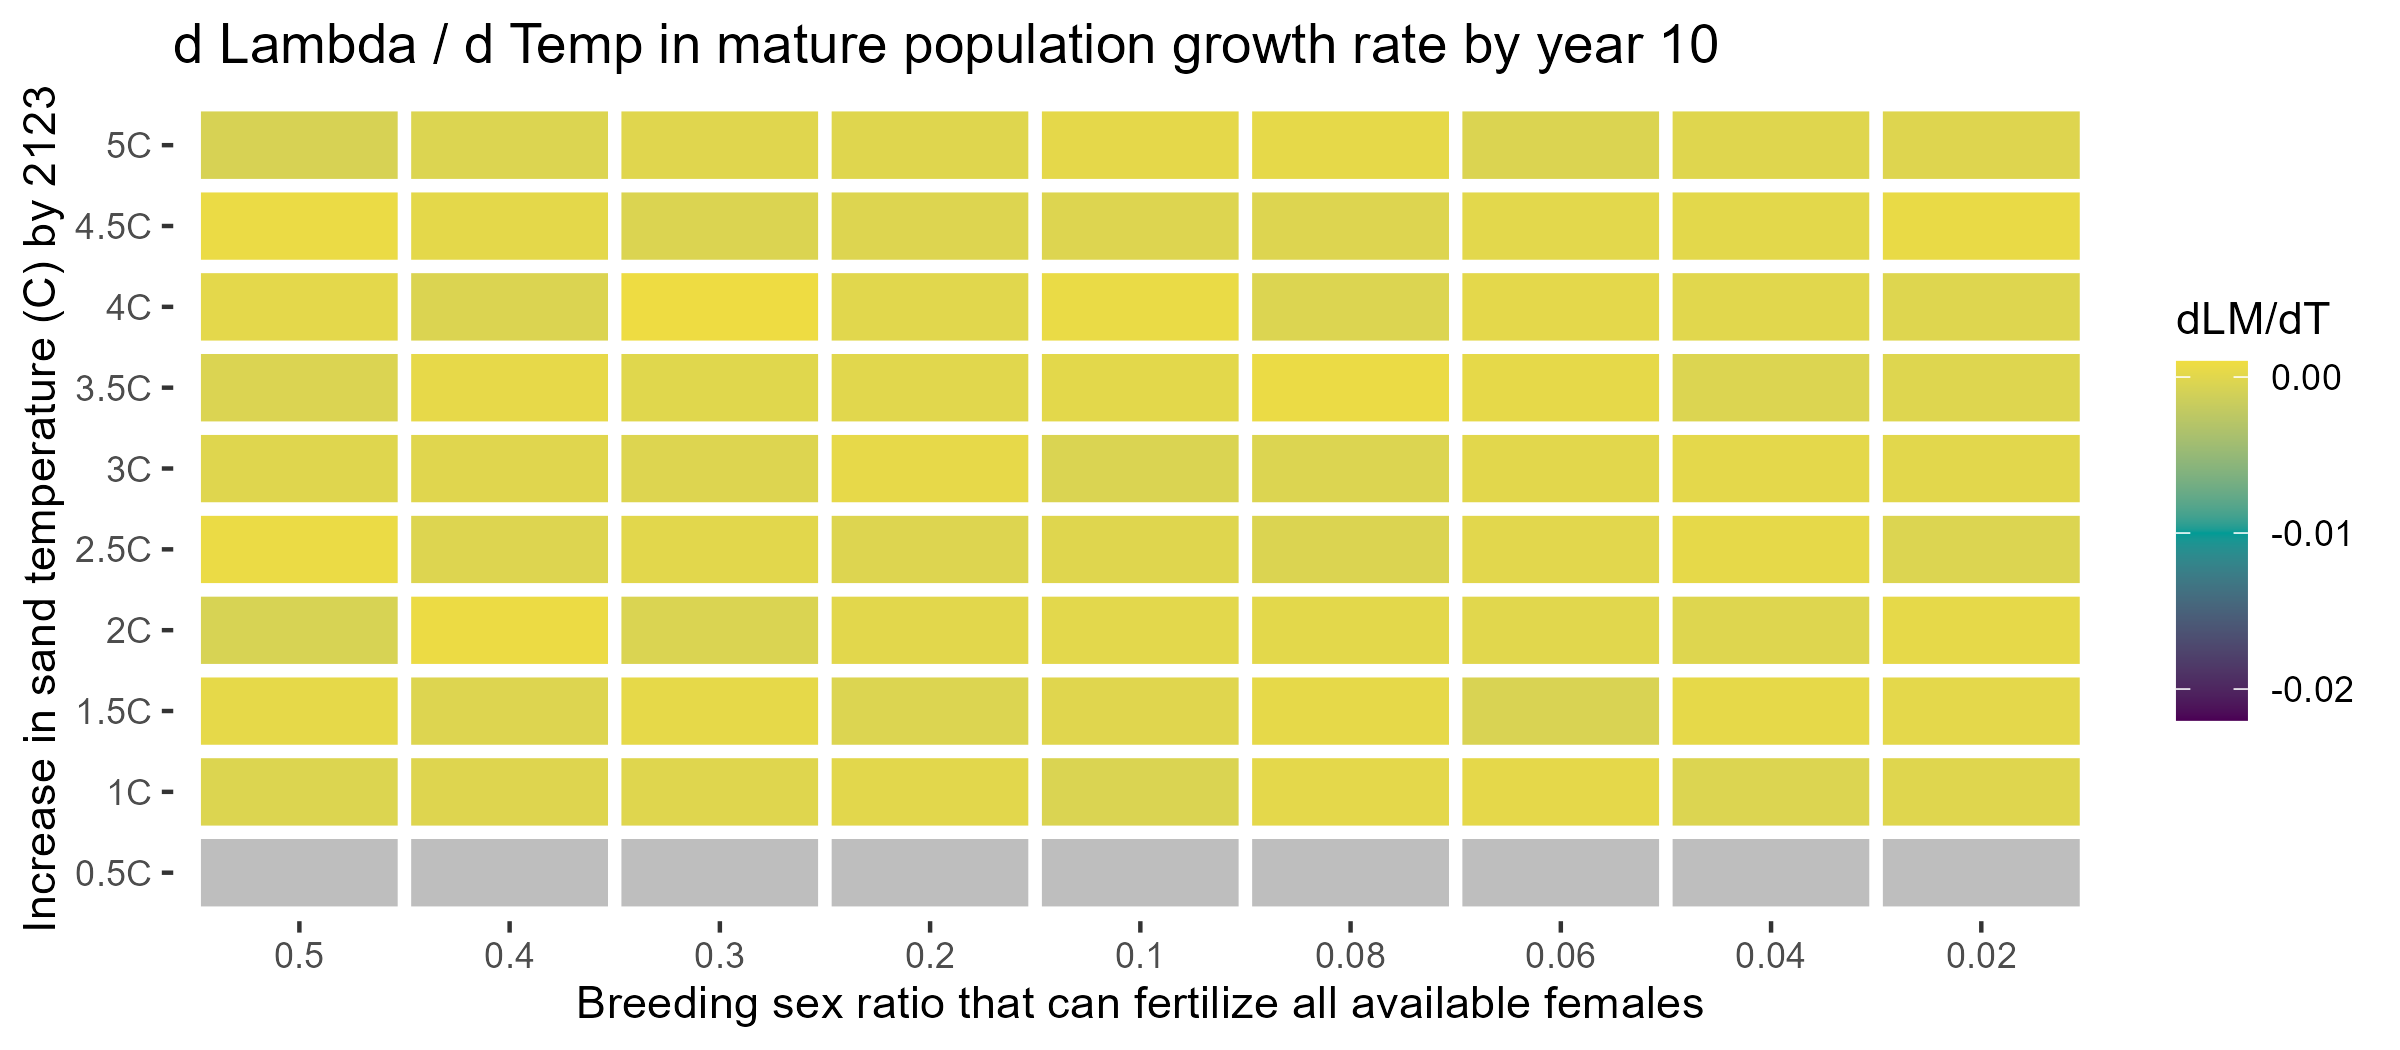 d Lambda / d Temp in mature population growth rate by year 10
Increase in sand temperature (C) by 2123
5C
4.5C
4C
3.5C
3C
2.5C
2C
1.5C
1C
0.5C
0.5 0.4 0.3 0.2 0.1 0.08 0.06 0.04 0.02
Breeding sex ratio that can fertilize all available females
dLM/dT
0.00
-0.01
-0.02